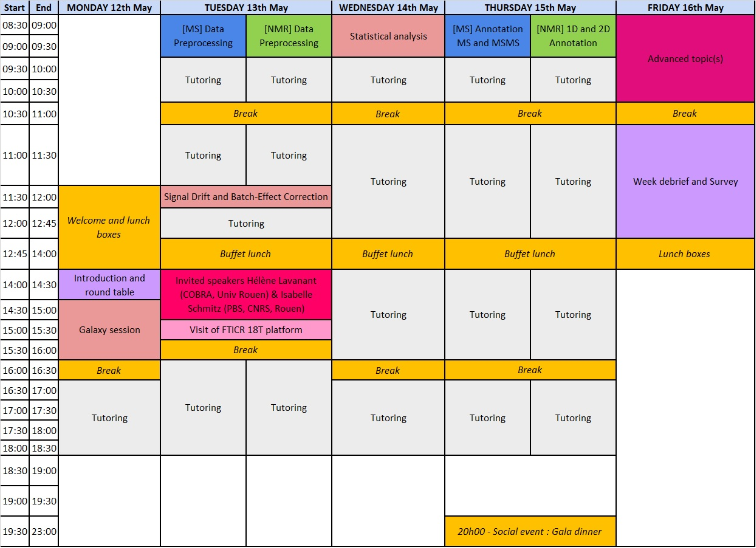 Start End MONDAY 12th May TUESDAY 13th May WEDNESDAY 14th May THURSDAY 15th May FRIDAY 16th May
08:30 09:00
[MS] Data
Preprocessing
[NMR] Data
Preprocessing
Statistical analysis
[MS] Annotation
MS and MSMS
[NMR] 1D and 2D
Annotation
Advanced topic(s)
09:00 09:30
09:30 10:00
Tutoring Tutoring Tutoring Tutoring Tutoring
10:00 10:30
10:30 11:00 Break Break Break Break
11:00 11:30 Tutoring Tutoring
Tutoring Tutoring Tutoring
Week debrief and Survey
11:30 12:00
Welcome and lunch
boxes
Signal Drift and Batch-Effect Correction
12:00 12:45 Tutoring
12:45 14:00 Buffet lunch Buffet lunch Buffet lunch Lunch boxes
14:00 14:30
Introduction and
round table
Invited speakers Hélène Lavanant
(COBRA, Univ Rouen) & Isabelle
Schmitz (PBS, CNRS, Rouen)
Tutoring Tutoring Tutoring
14:30 15:00
Galaxy session
15:00 15:30 Visit of FTICR 18T platform
15:30 16:00 Break
16:00 16:30 Break Break Break
16:30 17:00
Tutoring
Tutoring Tutoring
Tutoring Tutoring Tutoring
17:00 17:30
17:30 18:00
18:00 18:30
18:30 19:00
19:00 19:30
19:30 23:00 20h00 - Social event : Gala dinner